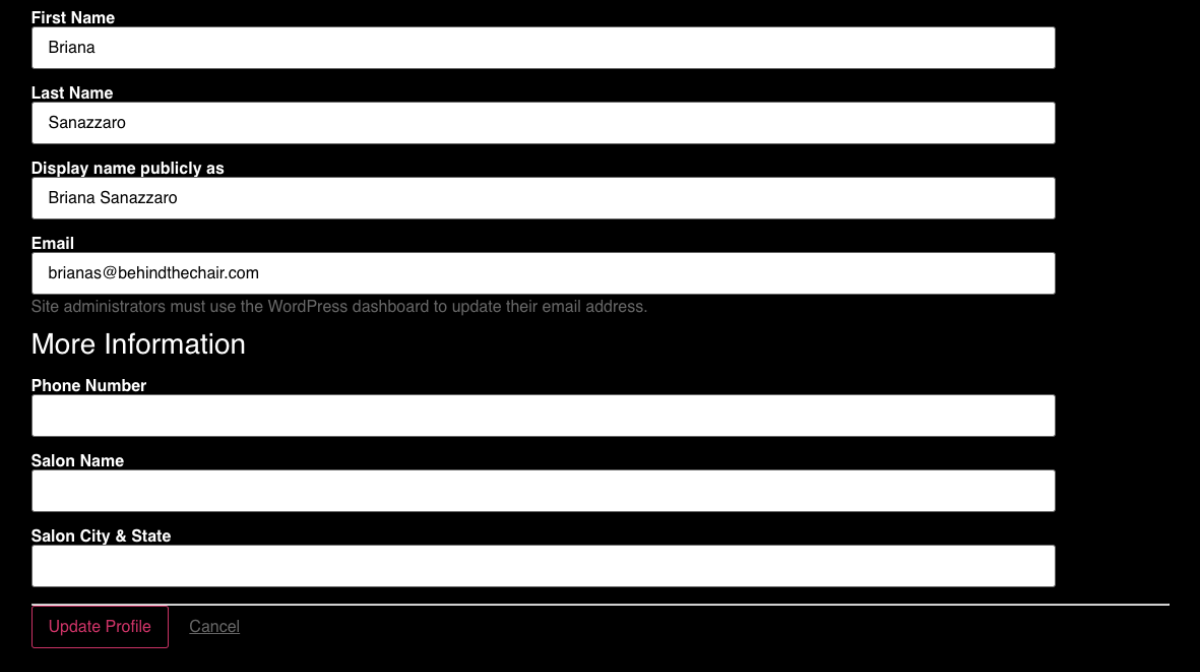 First Name
Briana
Last Name
Sanazzaro
Display name publicly as
Briana Sanazzaro
Email
brianas@behindthechair.com
Site administrators must use the WordPress dashboard to update their email address.
More Information
Phone Number
Salon Name
Salon City & State
Update Profile Cancel